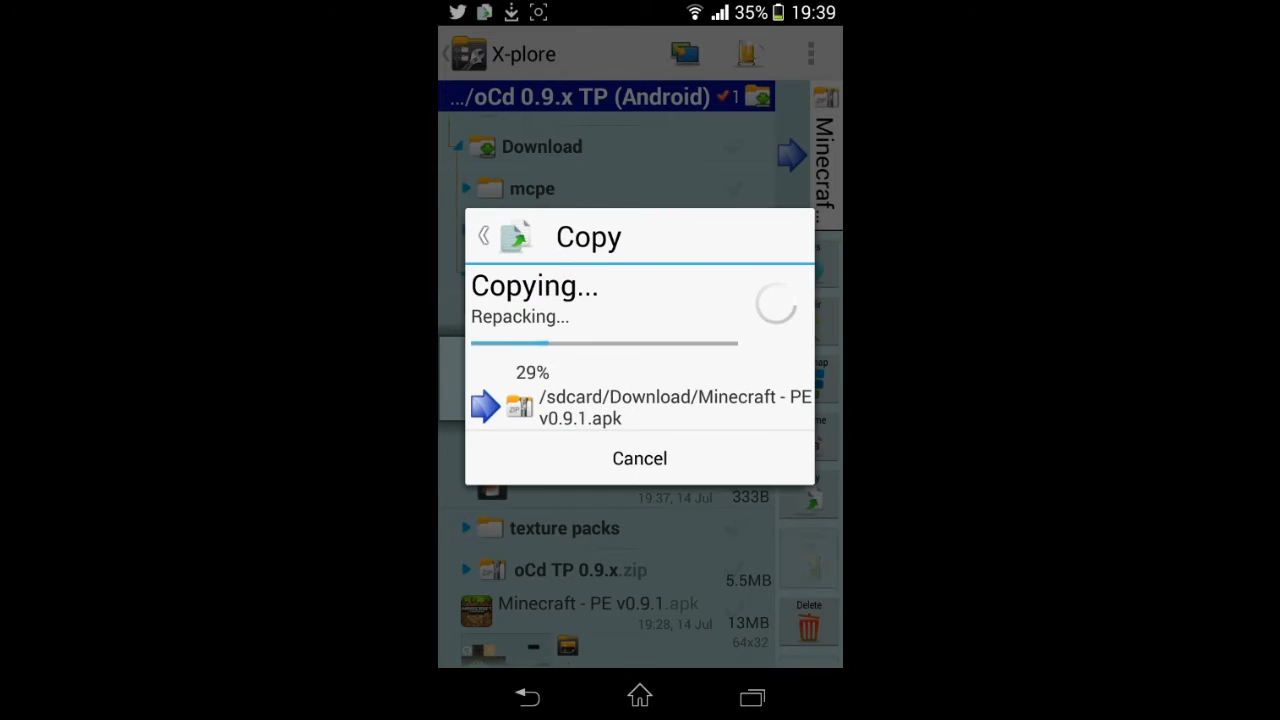 35% 19:39
X-plore
.../oCd 0.9.x TP (Android) 1
Download
mcpe
Minecraf...
Copy
Copying...
Repacking...
29%
/sdcard/Download/Minecraft - PE
v0.9.1.apk
Cancel
19:37, 14 Jul 333B
texture packs
oCd TP 0.9.x.zip
5.5MB
Minecraft - PE v0.9.1.apk
19:28, 14 Jul 13MB
64x32
Delete